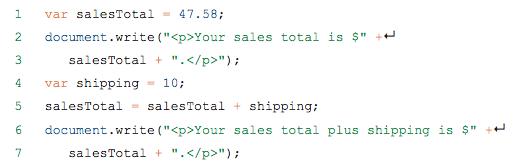 1 var salesTotal = 47.58;
2 document.write("<p>Your sales total is $" +↵
3 salesTotal + ".</p>");
4 var shipping = 10;
5 salesTotal = salesTotal + shipping;
6 document.write("<p>Your sales total plus shipping is $" +↵
7 salesTotal + ".</p>");